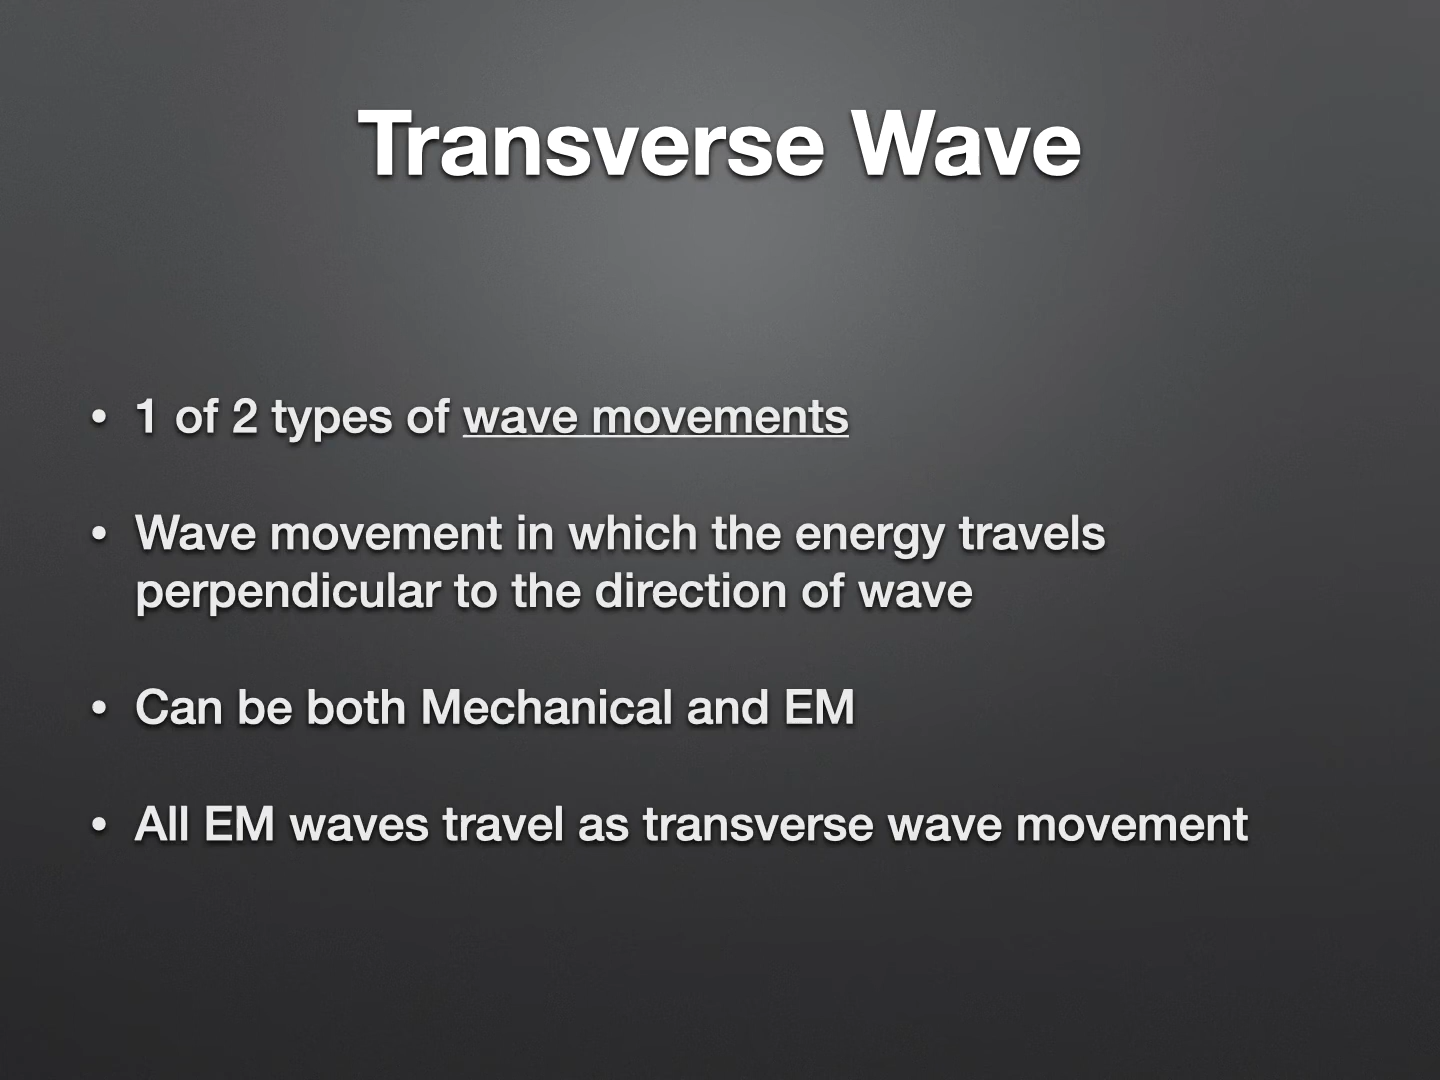 Transverse Wave
• 1 of 2 types of wave movements
• Wave movement in which the energy travels
perpendicular to the direction of wave
• Can be both Mechanical and EM
• All EM waves travel as transverse wave movement